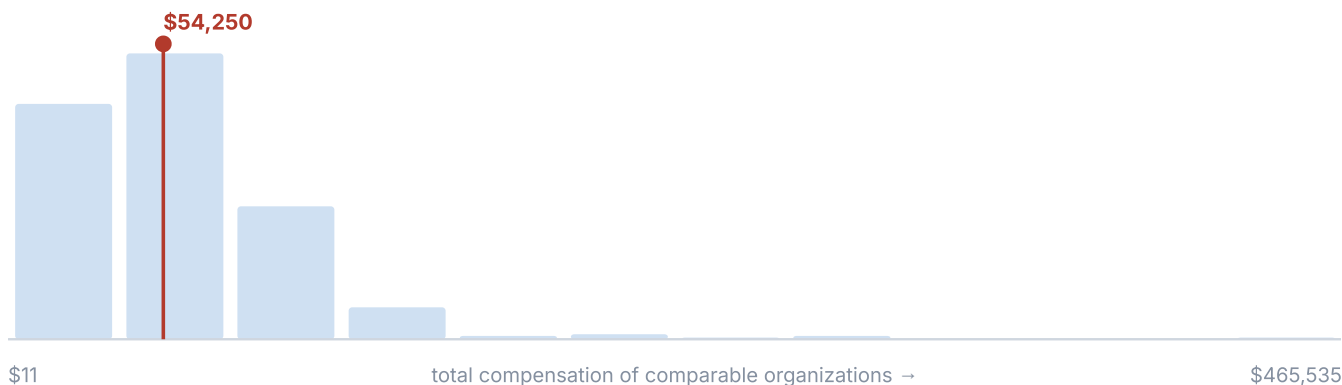 $54,250
$11
total compensation of comparable organizations →
$465,535